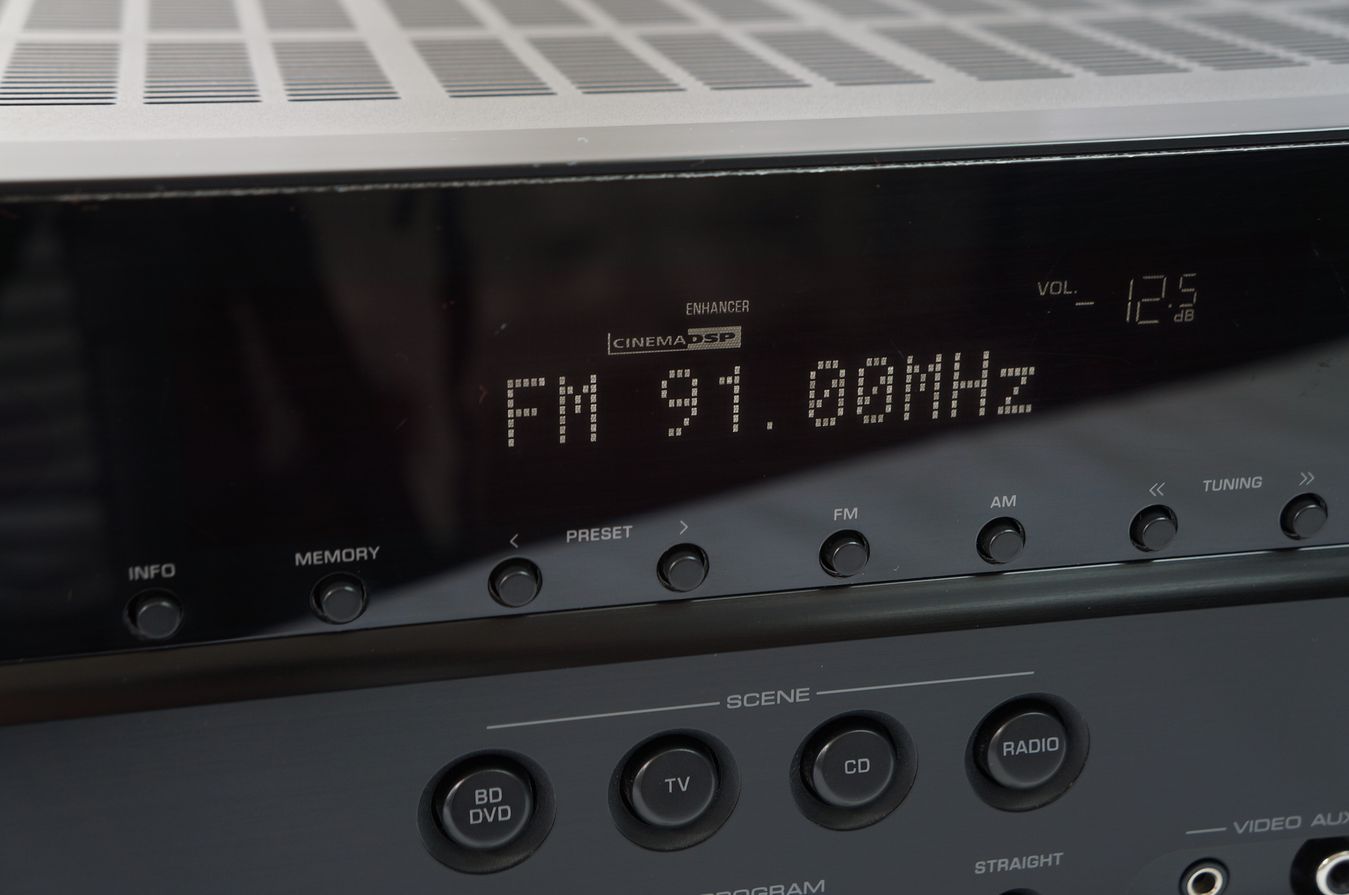 ENHANCER
CINEMA DSP
VOL. -12.5 dB
FM 91.00MHz
INFO
MEMORY
< PRESET >
FM
AM
<< TUNING >>
SCENE
BD DVD
TV
CD
RADIO
VIDEO AUX
STRAIGHT
PROGRAM